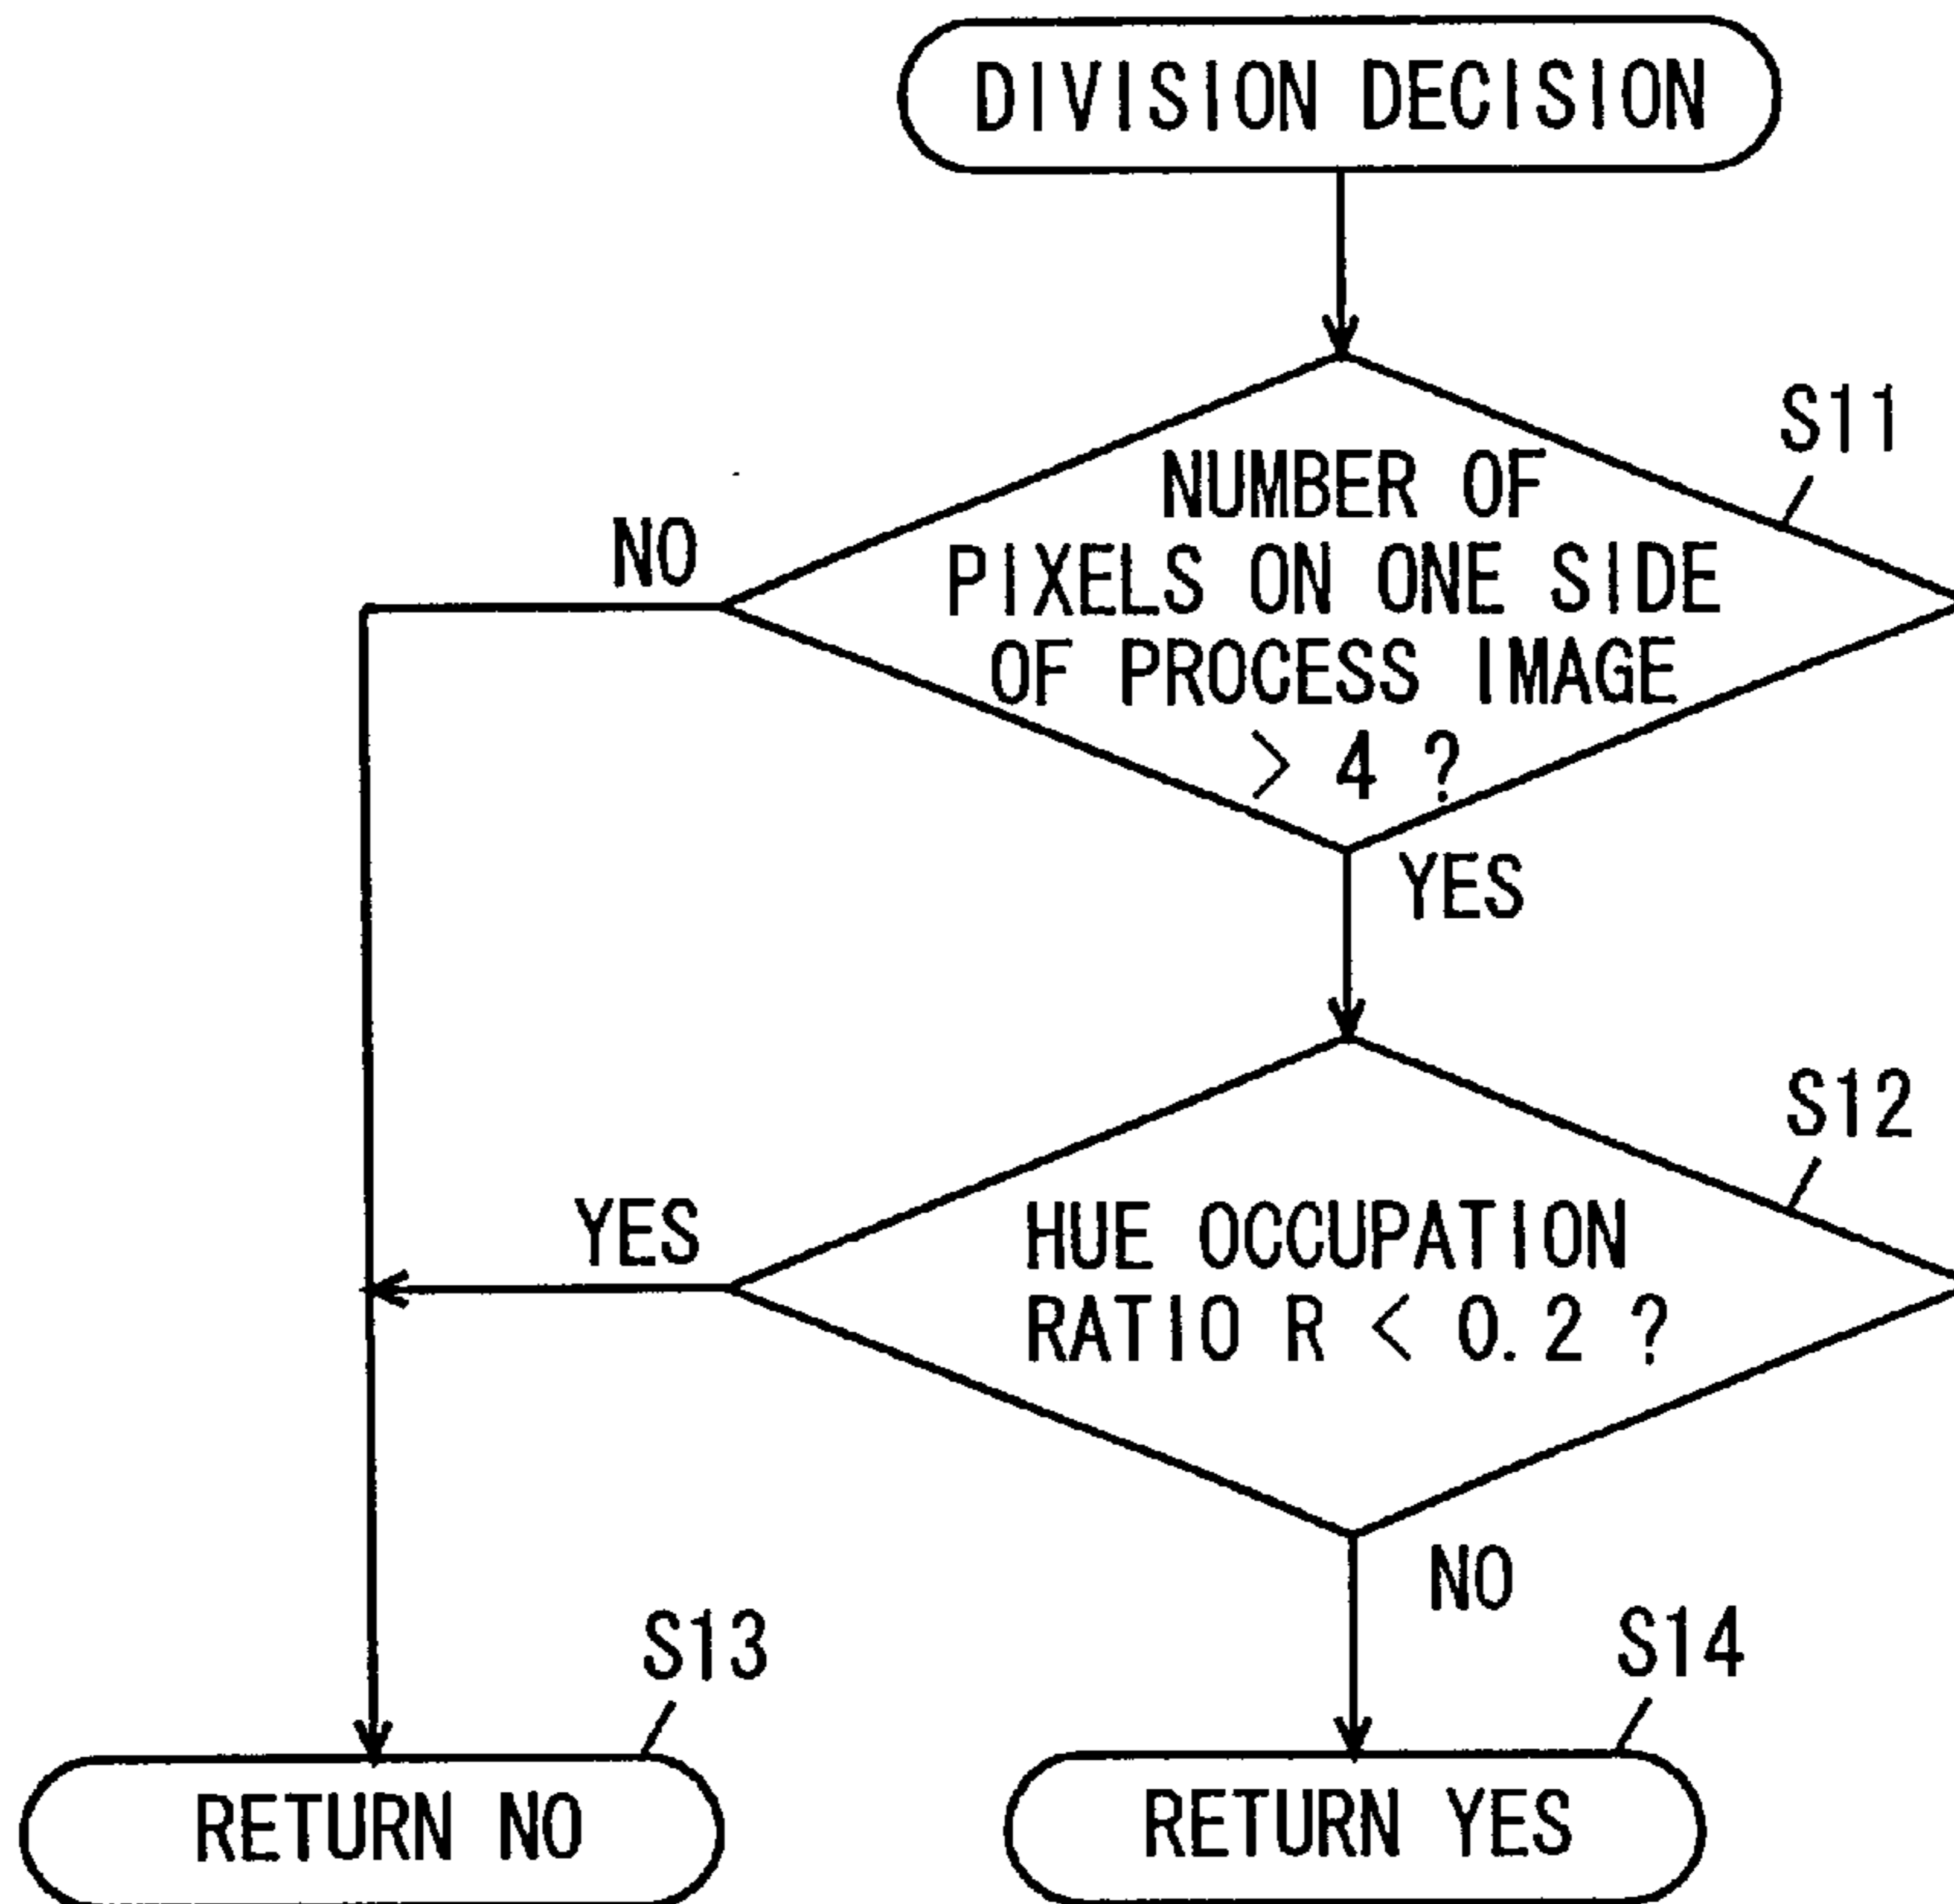 DIVISION DECISION
S11
NUMBER OF
PIXELS ON ONE SIDE
OF PROCESS IMAGE
> 4 ?
NO
YES
S12
HUE OCCUPATION
RATIO R < 0.2 ?
YES
NO
S13
S14
RETURN NO
RETURN YES